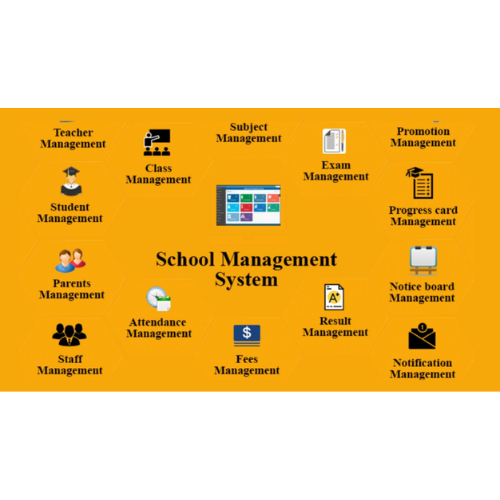 Teacher
Management
Class
Management
Subject
Management
Exam
Management
Promotion
Management
Student
Management
Progress card
Management
School Management
System
Parents
Management
Attendance
Management
Result
Management
A+
Notice board
Management
Staff
Management
$
Fees
Management
1
Notification
Management